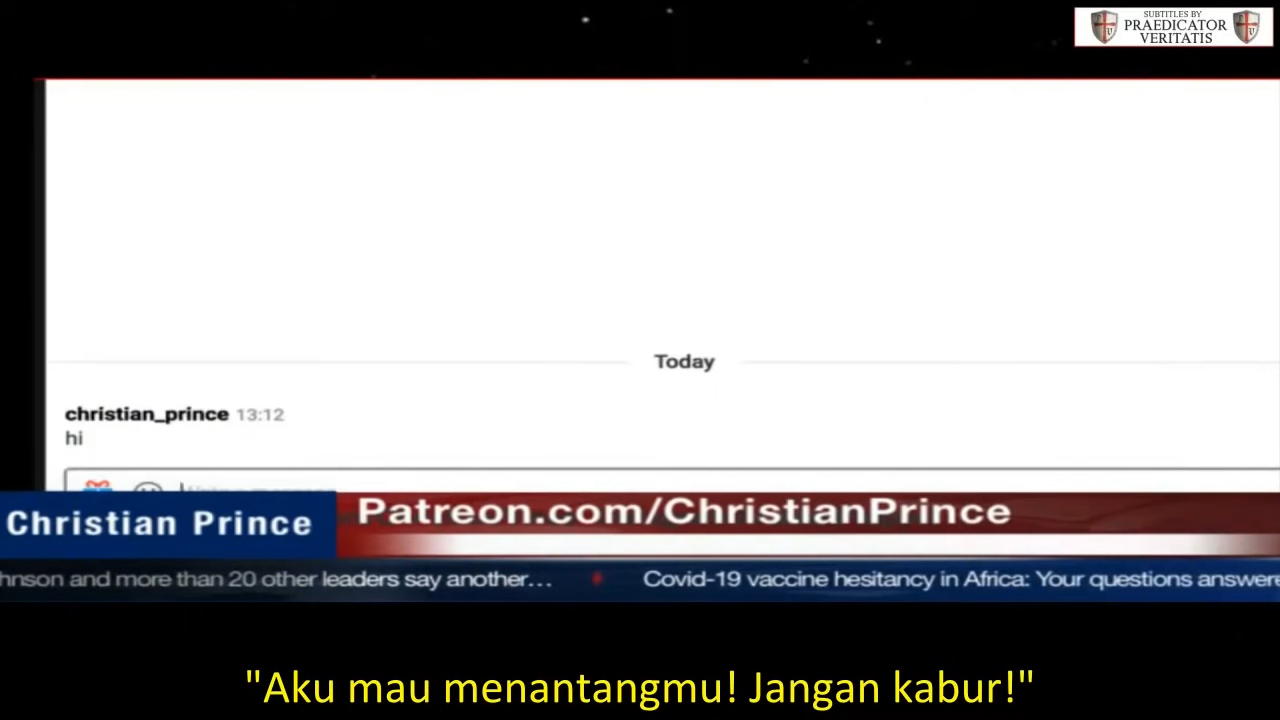 SUBTITLES BY
PRAEDICATOR
VERITATIS
Today
christian_prince 13:12
hi
Christian Prince
Patreon.com/ChristianPrince
hnson and more than 20 other leaders say another... Covid-19 vaccine hesitancy in Africa: Your questions answere
"Aku mau menantangmu! Jangan kabur!"